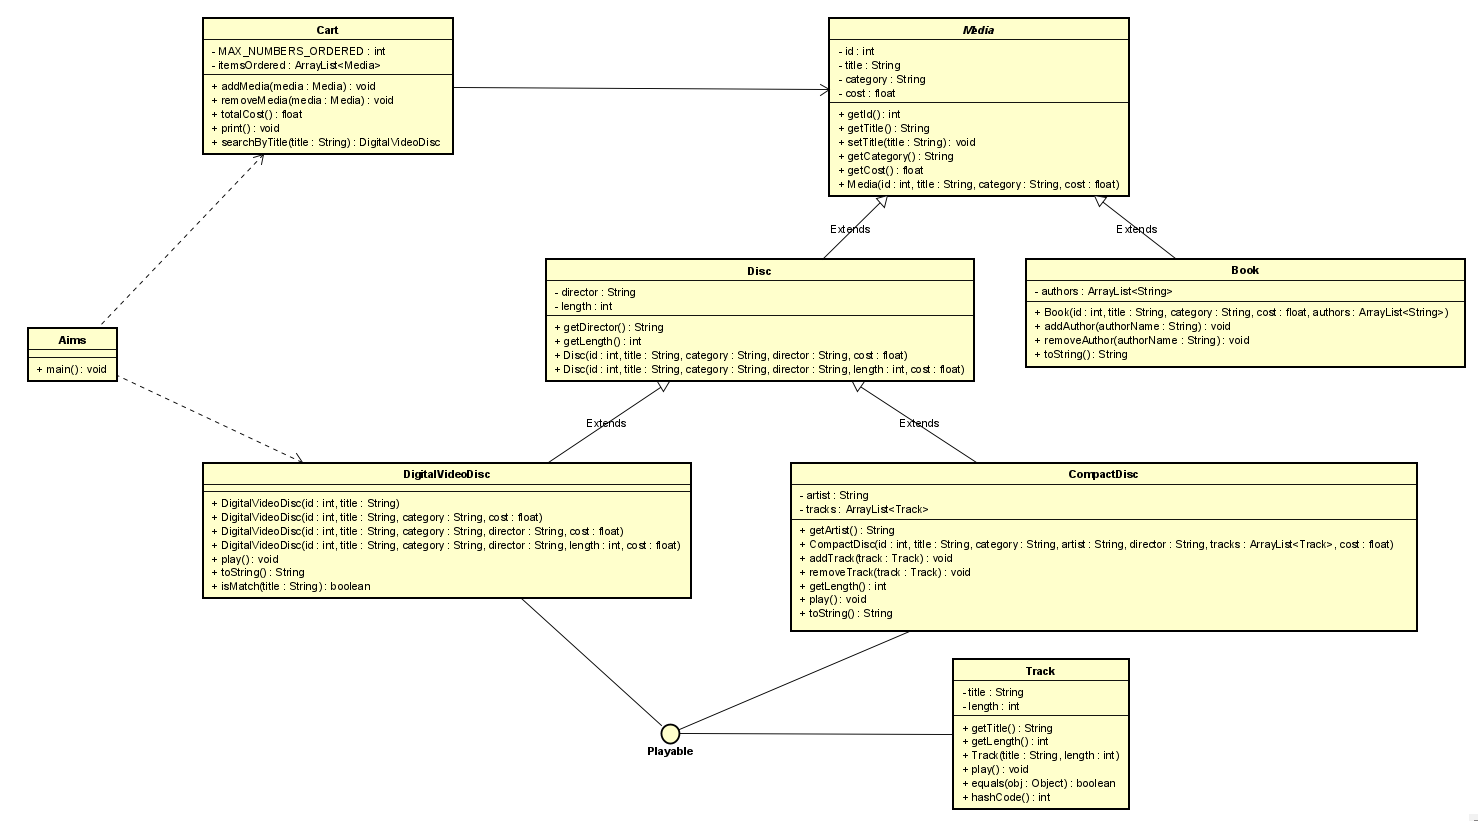 Cart
- MAX_NUMBERS_ORDERED : int
- itemsOrdered : ArrayList<Media>
+ addMedia(media : Media) : void
+ removeMedia(media : Media) : void
+ totalCost() : float
+ print() : void
+ searchByTitle(title : String) : DigitalVideoDisc
Media
- id : int
- title : String
- category : String
- cost : float
+ getId() : int
+ getTitle() : String
+ setTitle(title : String) : void
+ getCategory() : String
+ getCost() : float
+ Media(id : int, title : String, category : String, cost : float)
Extends
Extends
Disc
- director : String
- length : int
+ getDirector() : String
+ getLength() : int
+ Disc(id : int, title : String, category : String, director : String, cost : float)
+ Disc(id : int, title : String, category : String, director : String, length : int, cost : float)
Book
- authors : ArrayList<String>
+ Book(id : int, title : String, category : String, cost : float, authors : ArrayList<String>)
+ addAuthor(authorName : String) : void
+ removeAuthor(authorName : String) : void
+ toString() : String
Aims
+ main() : void
Extends
Extends
DigitalVideoDisc
+ DigitalVideoDisc(id : int, title : String)
+ DigitalVideoDisc(id : int, title : String, category : String, cost : float)
+ DigitalVideoDisc(id : int, title : String, category : String, director : String, cost : float)
+ DigitalVideoDisc(id : int, title : String, category : String, director : String, length : int, cost : float)
+ play() : void
+ toString() : String
+ isMatch(title : String) : boolean
CompactDisc
- artist : String
- tracks : ArrayList<Track>
+ getArtist() : String
+ CompactDisc(id : int, title : String, category : String, artist : String, director : String, tracks : ArrayList<Track>, cost : float)
+ addTrack(track : Track) : void
+ removeTrack(track : Track) : void
+ getLength() : int
+ play() : void
+ toString() : String
Playable
Track
- title : String
- length : int
+ getTitle() : String
+ getLength() : int
+ Track(title : String, length : int)
+ play() : void
+ equals(obj : Object) : boolean
+ hashCode() : int